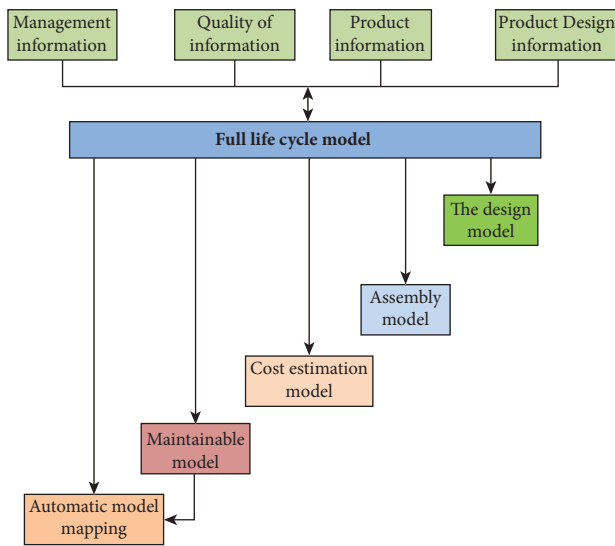 Management
information
Quality of
information
Product
information
Product Design
information
Full life cycle model
The design
model
Assembly
model
Cost estimation
model
Maintainable
model
Automatic model
mapping